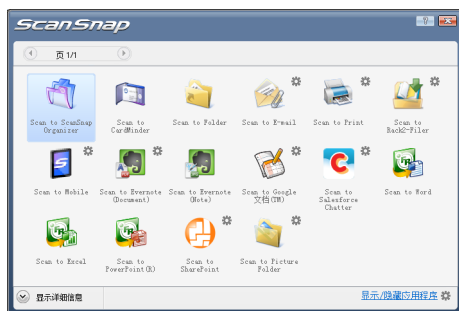 ScanSnap
页 1/1
Scan to ScanSnap
Organizer
Scan to
CardMinder
Scan to Folder
Scan to E-mail
Scan to Print
Scan to
Rack2-Filer
Scan to Mobile
Scan to Evernote
(Document)
Scan to Evernote
(Note)
Scan to Google
文档(TM)
Scan to
Salesforce
Chatter
Scan to Word
Scan to Excel
Scan to
PowerPoint(R)
Scan to
SharePoint
Scan to Picture
Folder
显示详细信息
显示/隐藏应用程序